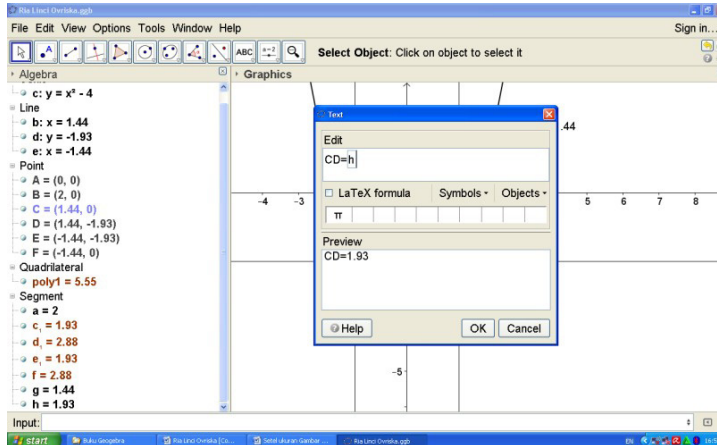 Ria Linci Ovriska.ggb
File Edit View Options Tools Window Help
Sign in...
ABC
a=2
Select Object: Click on object to select it
Algebra
Graphics
c: y = x² - 4
Line
b: x = 1.44
d: y = -1.93
e: x = -1.44
Point
A = (0, 0)
B = (2, 0)
C = (1.44, 0)
D = (1.44, -1.93)
E = (-1.44, -1.93)
F = (-1.44, 0)
Quadrilateral
poly1 = 5.55
Segment
a = 2
c₁ = 1.93
d₁ = 2.88
e₁ = 1.93
f = 2.88
g = 1.44
h = 1.93
.44
-4 -3 5 6 7 8
-5
Text
Edit
CD=h
LaTeX formula Symbols Objects
π
Preview
CD=1.93
Help
OK Cancel
Input:
start
Buku Geogebra
Ria Linci Ovriska [Co...
Setel ukuran Gambar ...
Ria Linci Ovriska.ggb
EN